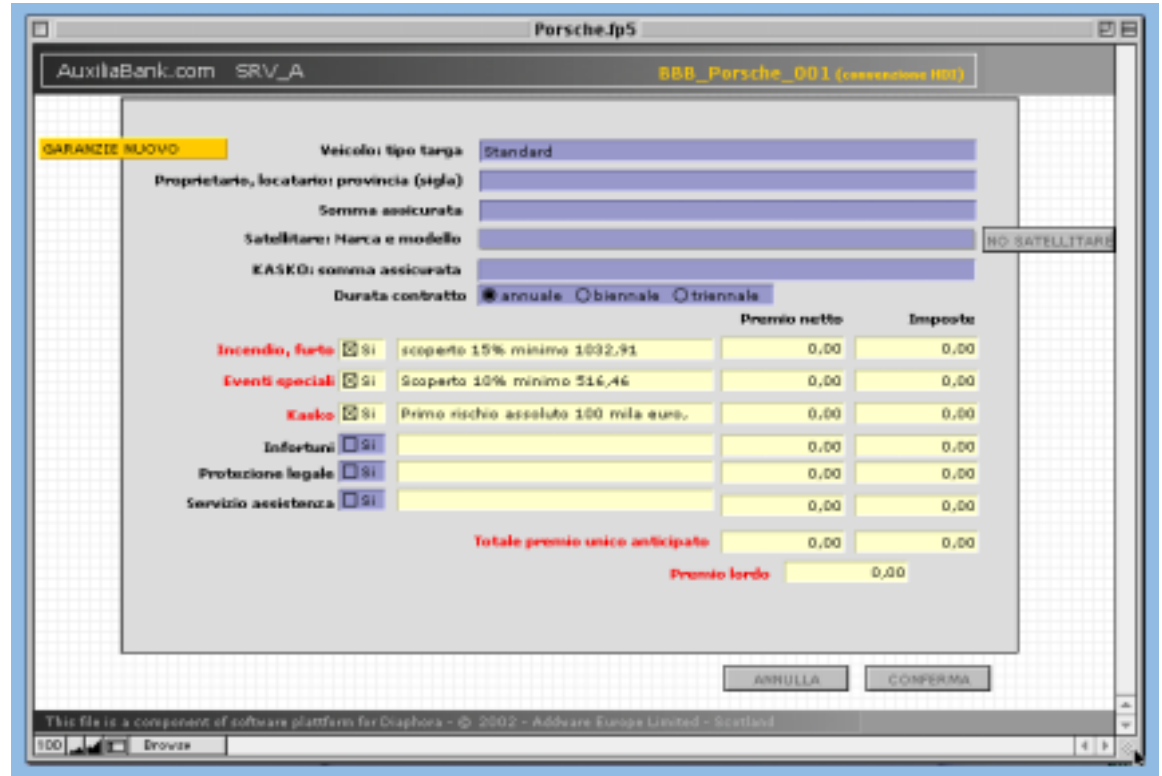 Porsche.fp5
AuxiliaBank.com SRV_A BBB_Porsche_001 (convenzione HDI)
GARANZIE NUOVO
Veicolo: tipo targa Standard
Proprietario, locatario: provincia (sigla)
Somma assicurata
Satellitare: Marca e modello NO SATELLITARE
KASKO: somma assicurata
Durata contratto annuale biennale triennale
Premio netto Imposte
Incendio, furto Si scoperto 15% minimo 1032,91 0,00 0,00
Eventi speciali Si Scoperto 10% minimo 516,46 0,00 0,00
Kasko Si Primo rischio assoluto 100 mila euro, 0,00 0,00
Infortuni Si 0,00 0,00
Protezione legale Si 0,00 0,00
Servizio assistenza Si 0,00 0,00
Totale premio unico anticipato 0,00 0,00
Premio lordo 0,00
ANNULLA CONFERMA
This file is a component of software plattform for Diaphora - © 2002 - Addware Europe Limited - Scotland
100 Browse